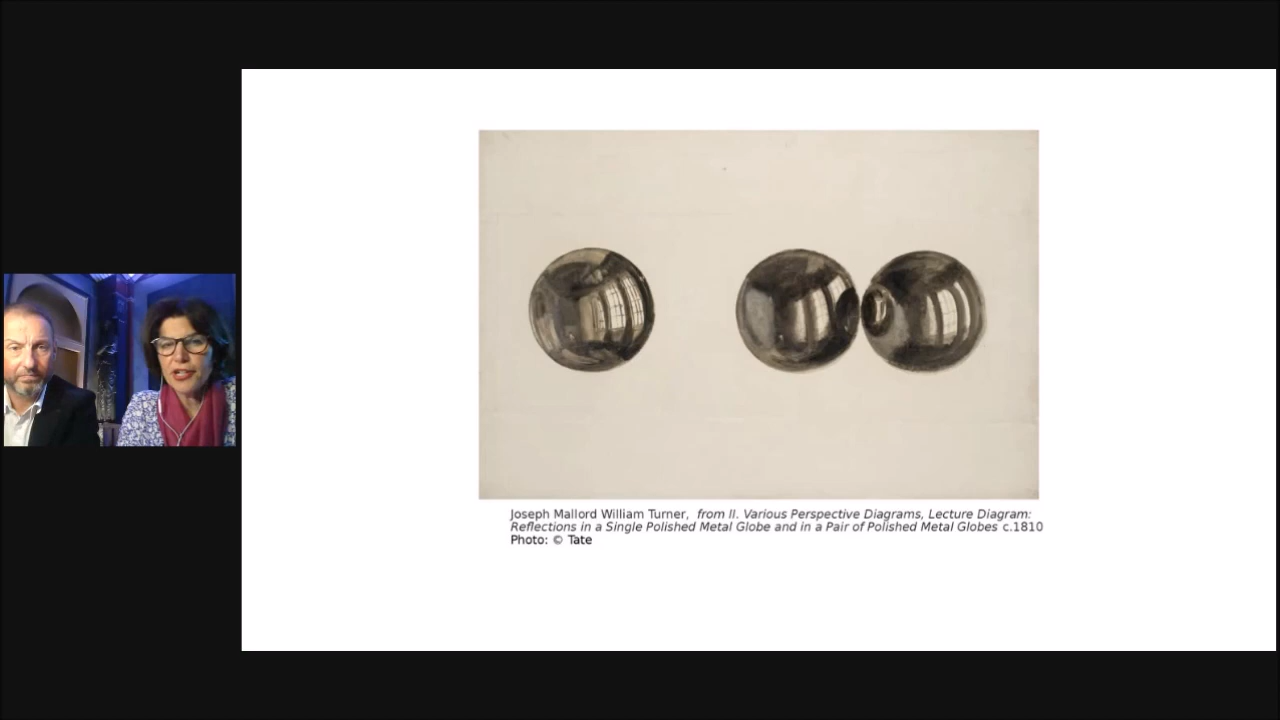 Joseph Mallord William Turner, from II. Various Perspective Diagrams, Lecture Diagram:
Reflections in a Single Polished Metal Globe and in a Pair of Polished Metal Globes c.1810
Photo: © Tate